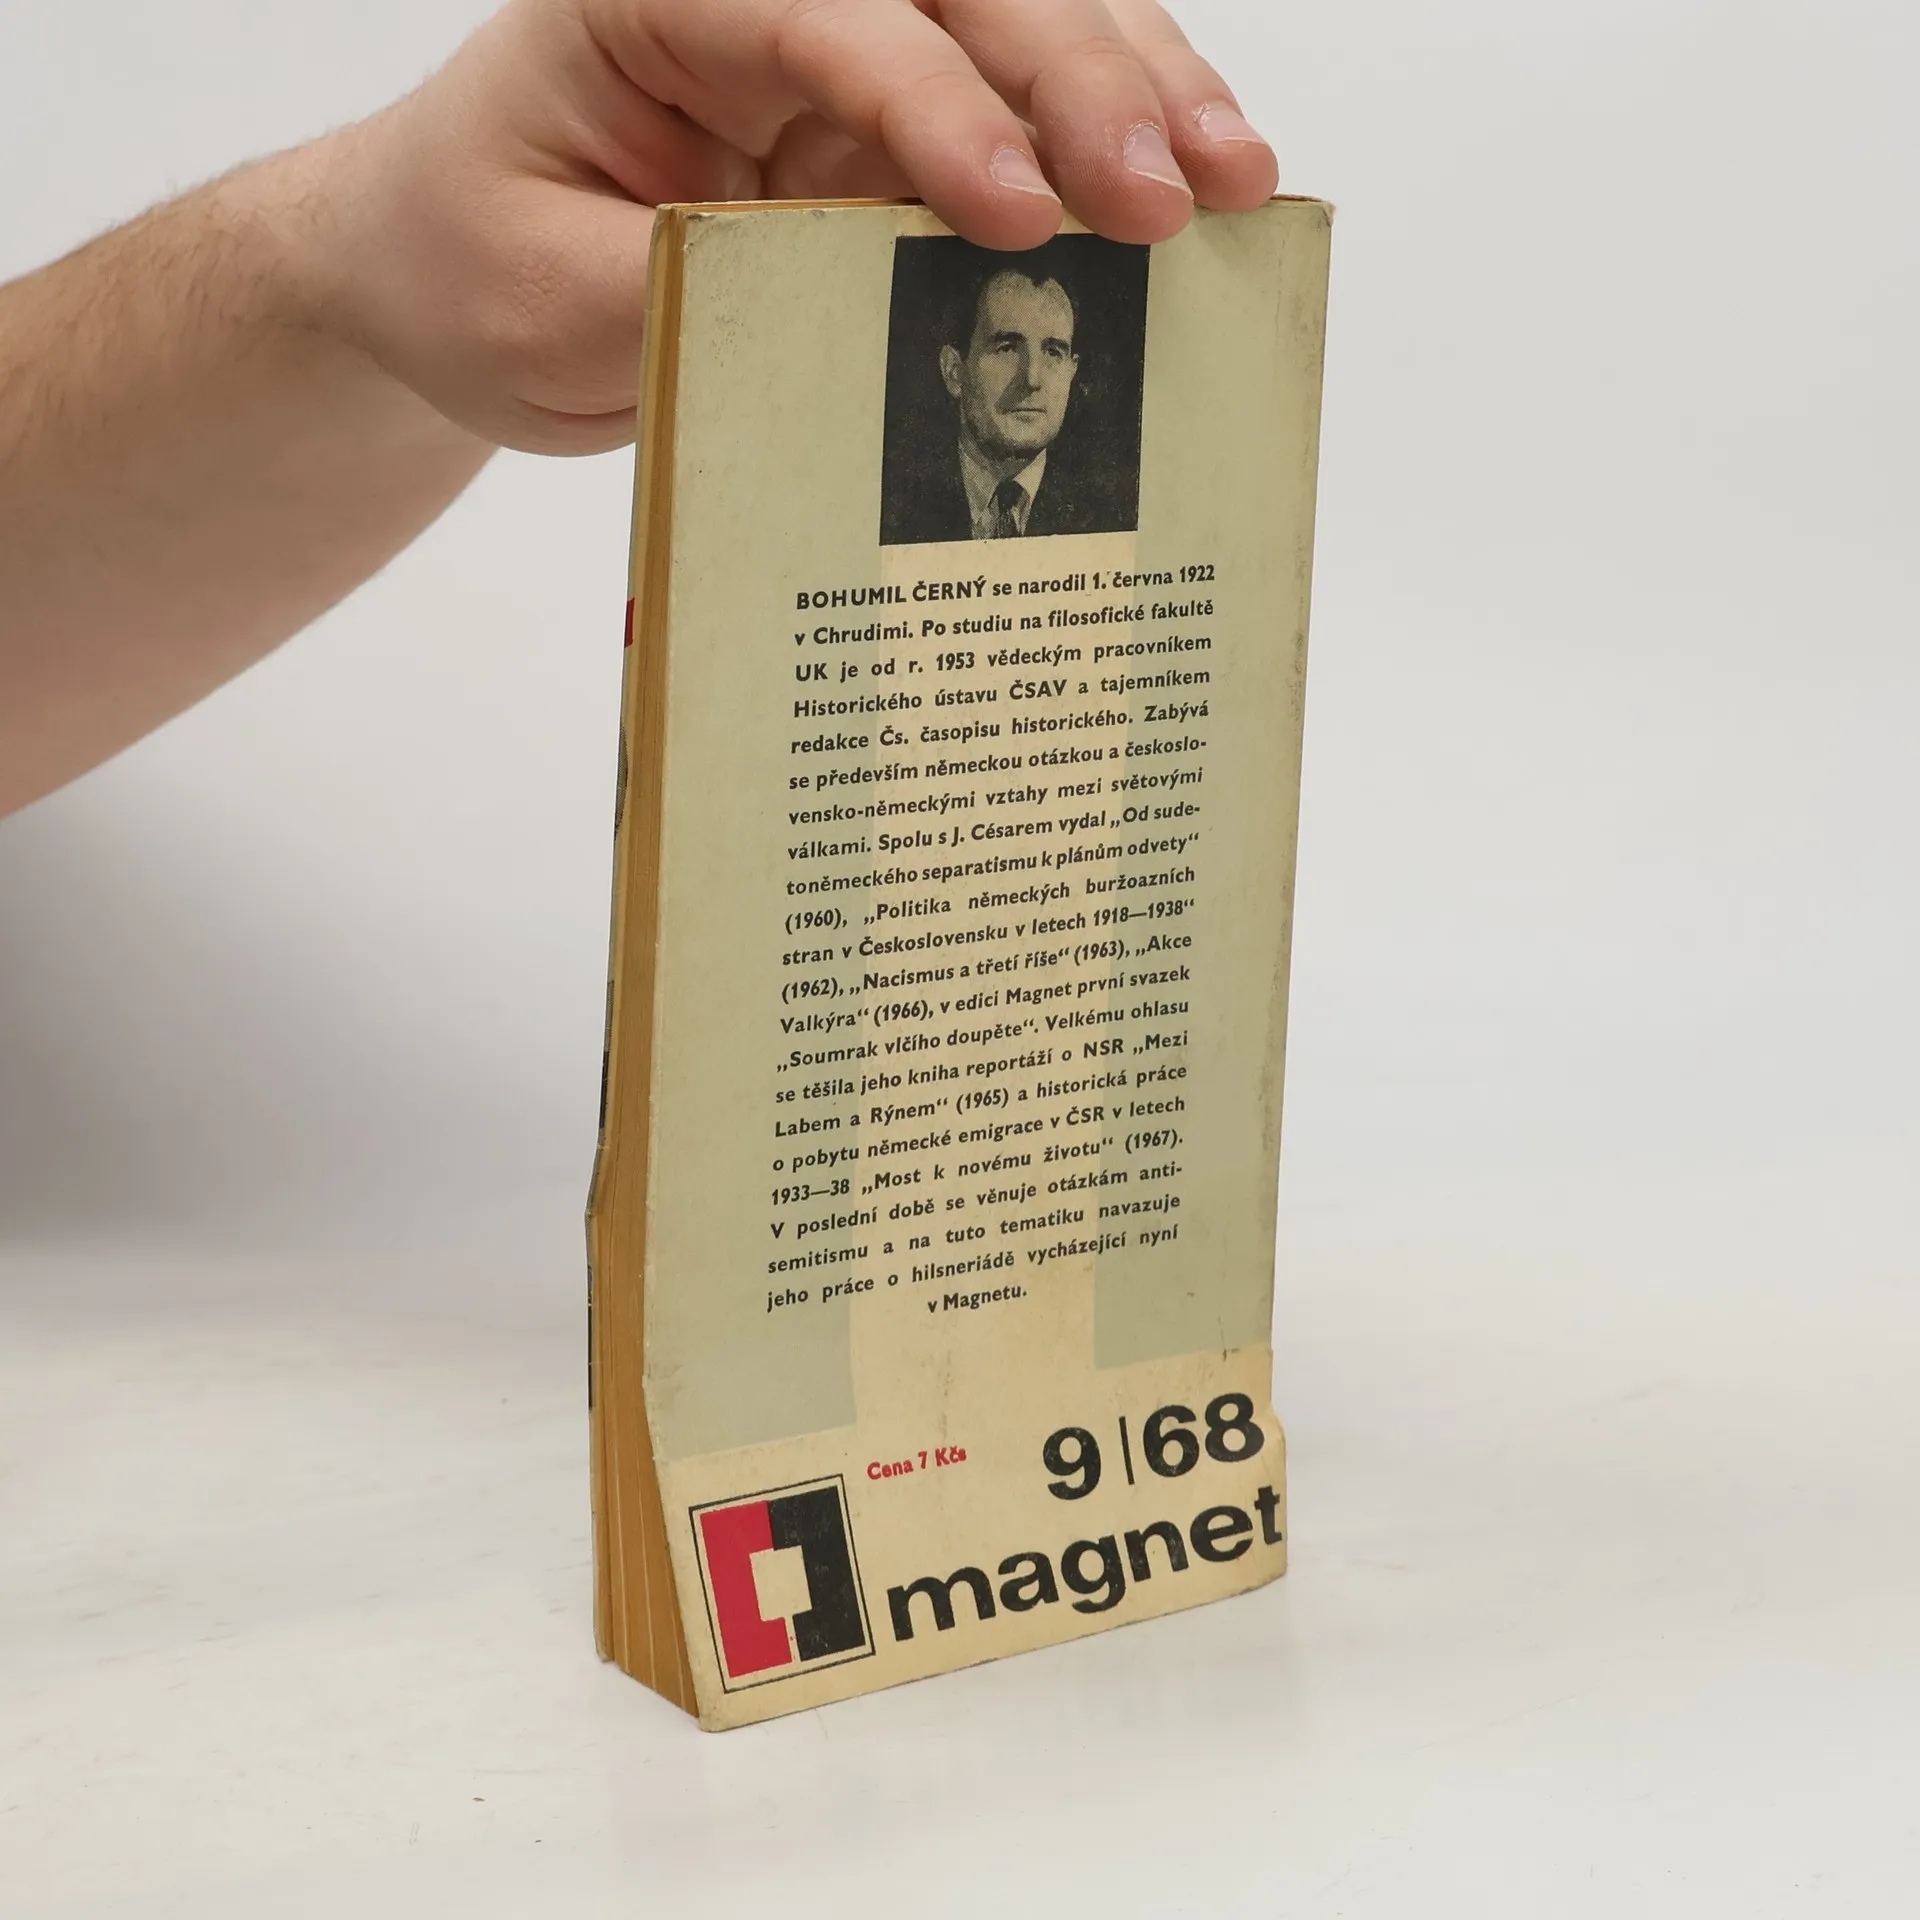 BOHUMIL ČERNÝ se narodil 1. června 1922
v Chrudimi. Po studiu na filosofické fakultě
UK je od r. 1953 vědeckým pracovníkem
Historického ústavu ČSAV a tajemníkem
redakce Čs. časopisu historického. Zabývá
se především německou otázkou a českoslo-
vensko-německými vztahy mezi světovými
válkami. Spolu s J. Césarem vydal „Od sude-
toněmeckého separatismu k plánům odvety“
(1960), „Politika německých buržoazních
stran v Československu v letech 1918—1938“
(1962), „Nacismus a třetí říše“ (1963), „Akce
Valkýra“ (1966), v edici Magnet první svazek
„Soumrak vlčího doupěte“. Velkému ohlasu
se těšila jeho kniha reportáží o NSR „Mezi
Labem a Rýnem“ (1965) a historická práce
o pobytu německé emigrace v ČSR v letech
1933—38 „Most k novému životu“ (1967).
V poslední době se věnuje otázkám anti-
semitismu a na tuto tematiku navazuje
jeho práce o hilsneriádě vycházející nyní
v Magnetu.
Cena 7 Kčs
9|68
magnet